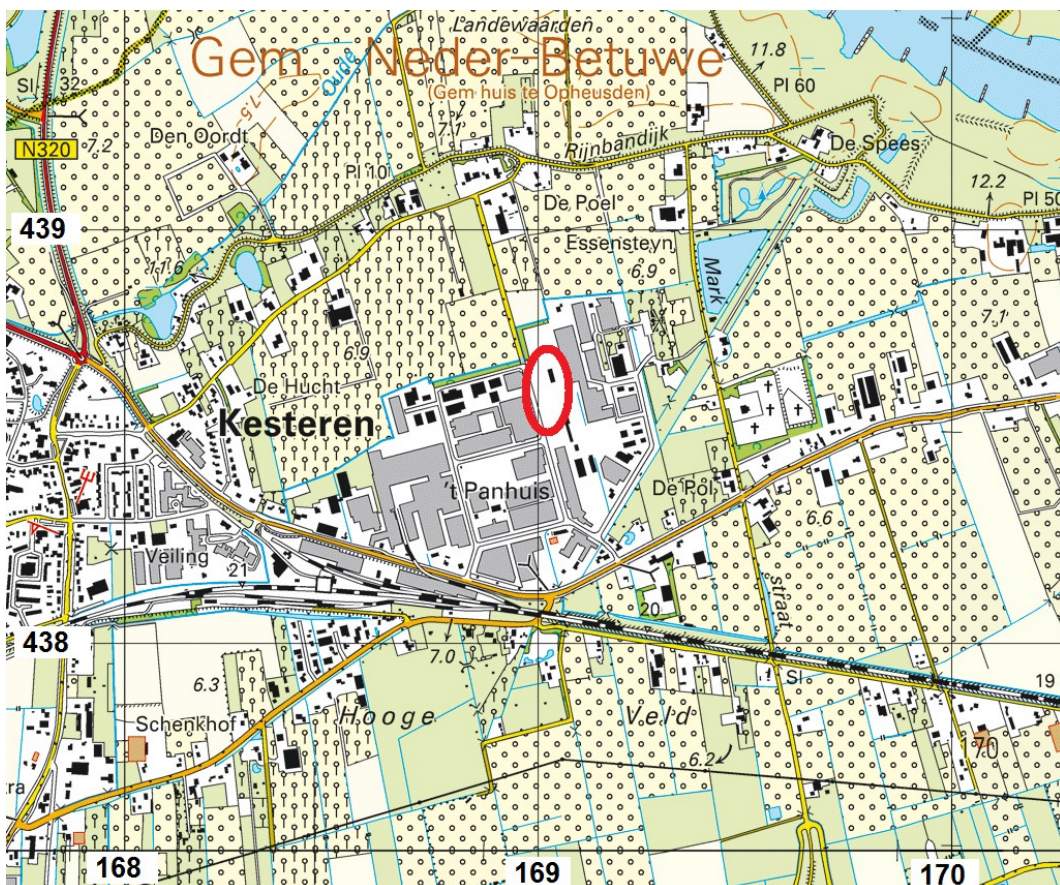 Landewaarden
11.8
Gem Neder-Betuwe
(Gem huis te Opheusden)
Oude
Sl
32
7.5
Pl 60
N320
7.2
Den Oordt
7.1
Rijnbandijk
De Spees
Pl 10
12.2
Pl 50
439
De Poel
Essensteyn
6.9
Mark
11.6
7.1
6.9
De Hucht
Kesteren
't Panhuis
De Pol
6.6
Veiling
21
straat
20
438
7.0
6.3
Sl
19
Schenkhof
Hooge
Veld
170
6.2
ra
168
169
170